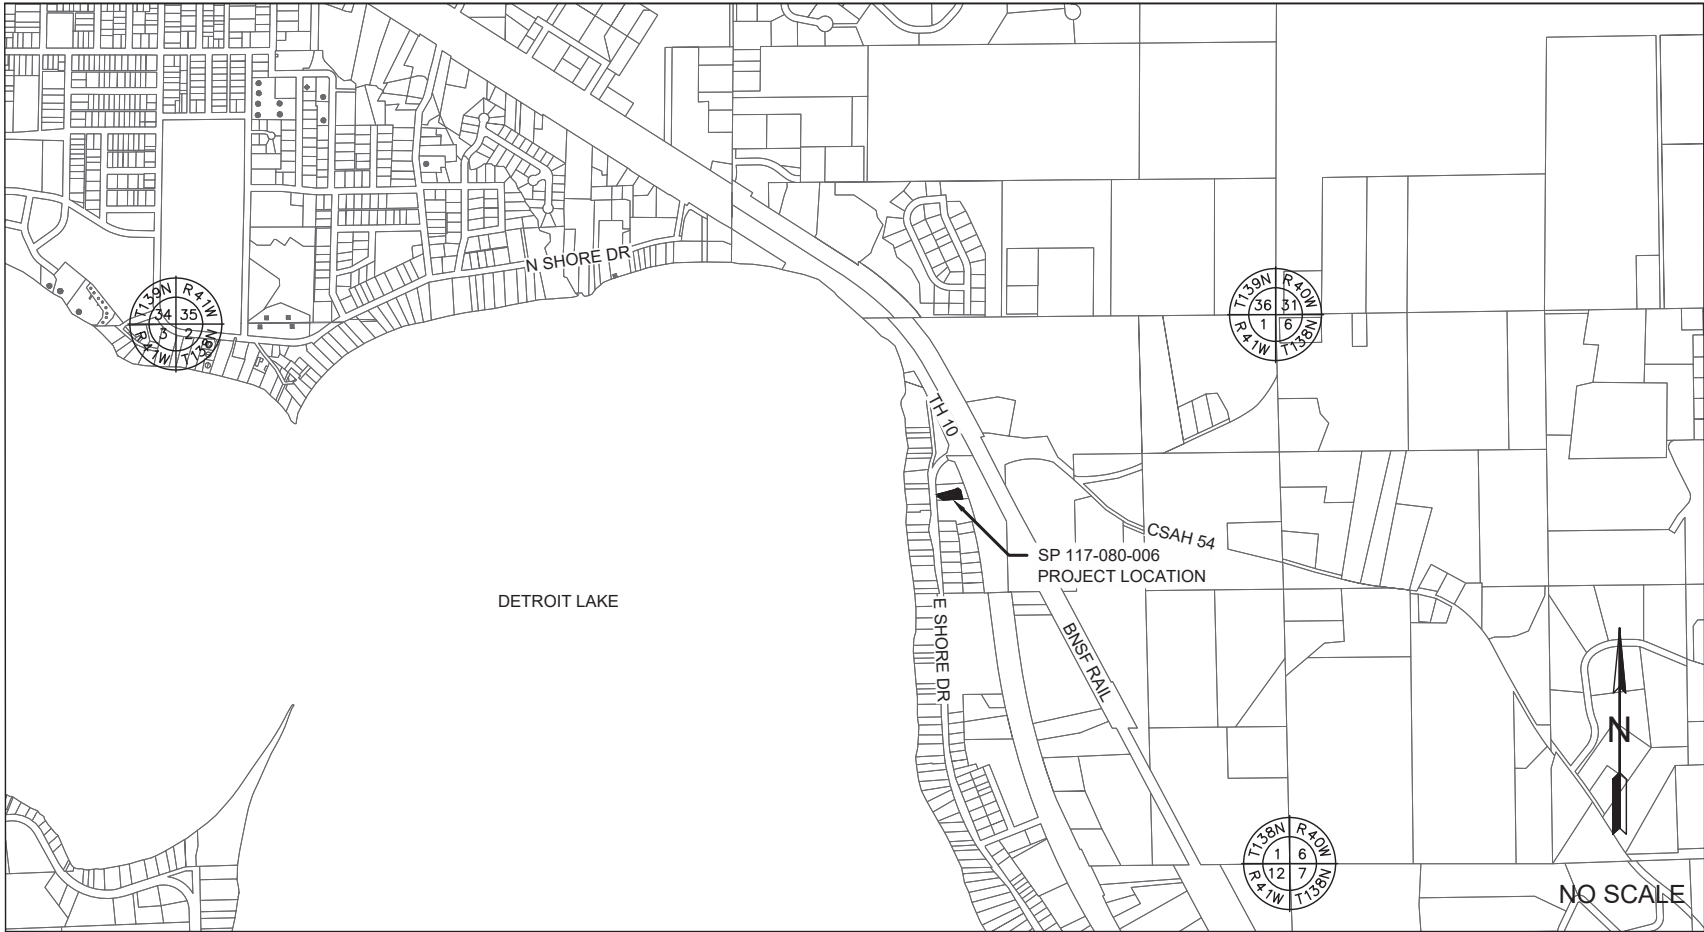 N SHORE DR
T139N R41W
34 35
3 2
R41W T138N
T139N R40W
36 31
1 6
R41W T138N
TH 10
CSAH 54
SP 117-080-006
PROJECT LOCATION
DETROIT LAKE
E SHORE DR
BNSF RAIL
N
T138N R40W
1 6
12 7
R41W T138N
NO SCALE